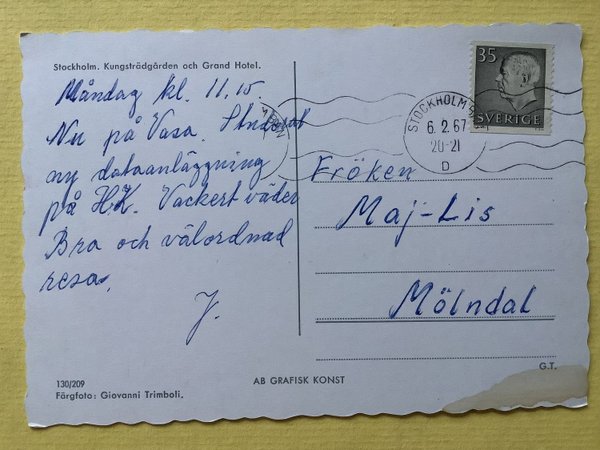 Stockholm. Kungsträdgården och Grand Hotel.
Måndag kl. 11,15.
Nu på Vasa. Studerat
ny dataanläggning
på H.K. Vackert väder
Bra och välordnad
resa.
J.
35
SVERIGE
STOCKHOLM
6. 2. 67
20-21
D
Fröken
Maj-Lis
Mölndal
G.T.
130/209
Färgfoto: Giovanni Trimboli.
AB GRAFISK KONST